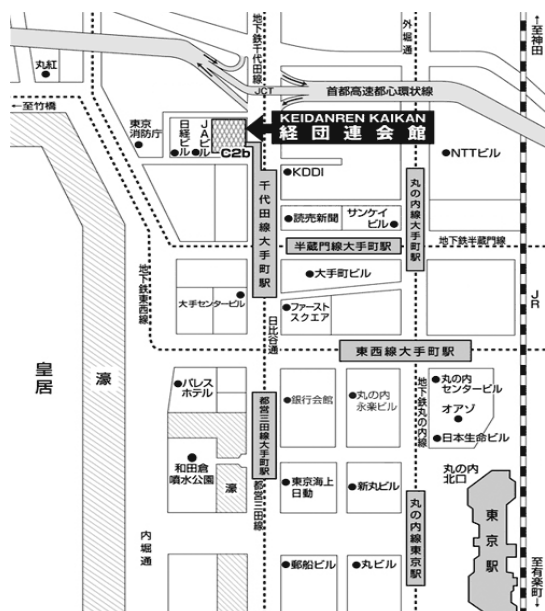 地下鉄千代田線
外堀通
↑至神田
丸紅
JCT
首都高速都心環状線
←至竹橋
東京
消防庁
日経ビル
JAビル
C2b
KEIDANREN KAIKAN
経団連会館
NTTビル
KDDI
千代田線大手町駅
丸の内線大手町駅
読売新聞
サンケイ
ビル
半蔵門線大手町駅
地下鉄半蔵門線
地下鉄東西線
大手町ビル
JR
大手センタービル
ファースト
スクエア
日比谷通
東西線大手町駅
皇居
濠
パレス
ホテル
都営三田線大手町駅
銀行会館
丸の内
永楽ビル
地下鉄丸の内線
丸の内
センタービル
オアゾ
日本生命ビル
和田倉
噴水公園
濠
都営三田線
東京海上
日動
新丸ビル
丸の内
北口
丸の内線東京駅
東京駅
内堀通
郵船ビル
丸ビル
至有楽町↓